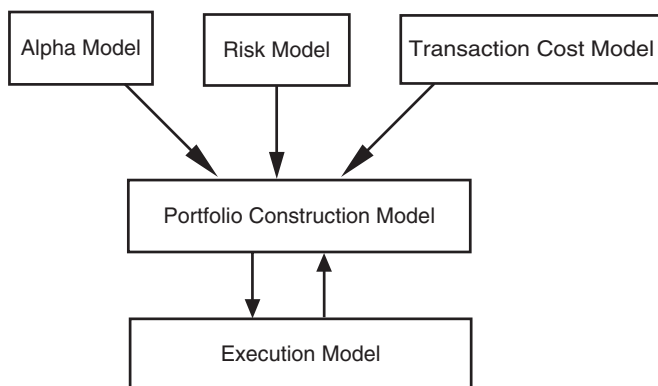 Alpha Model
Risk Model
Transaction Cost Model
Portfolio Construction Model
Execution Model